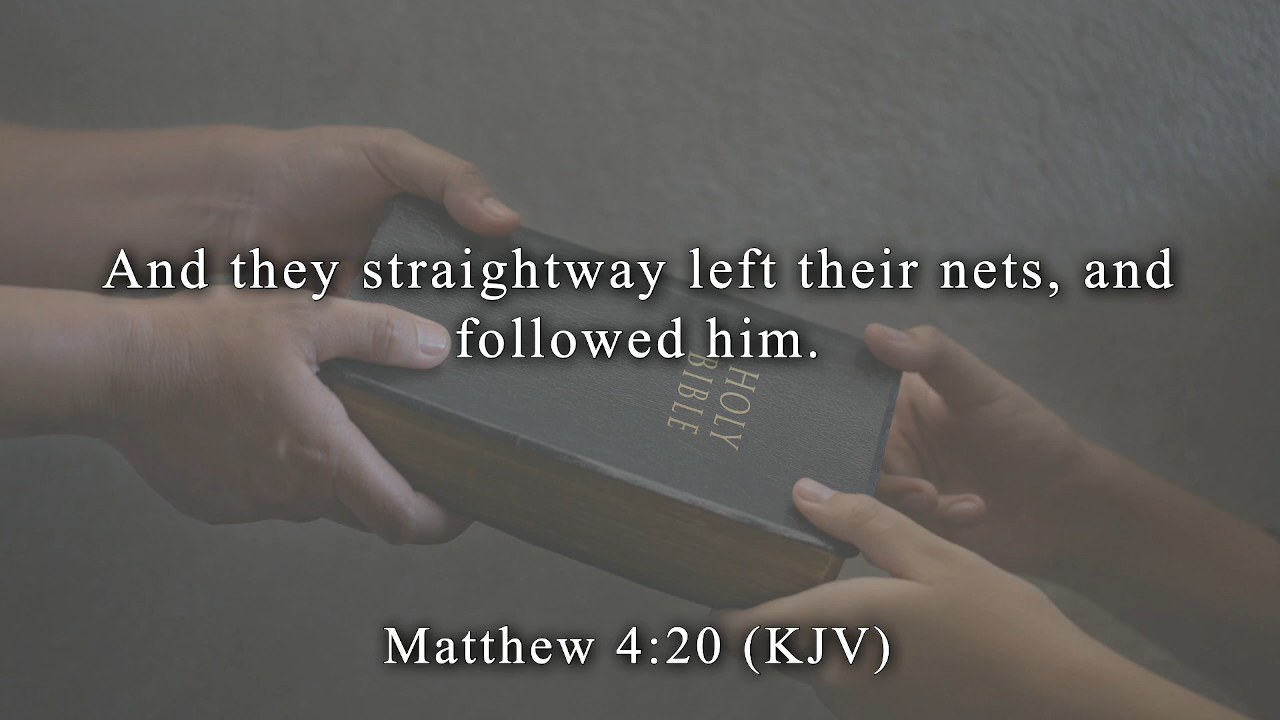 And they straightway left their nets, and
followed him.
HOLY
BIBLE
Matthew 4:20 (KJV)